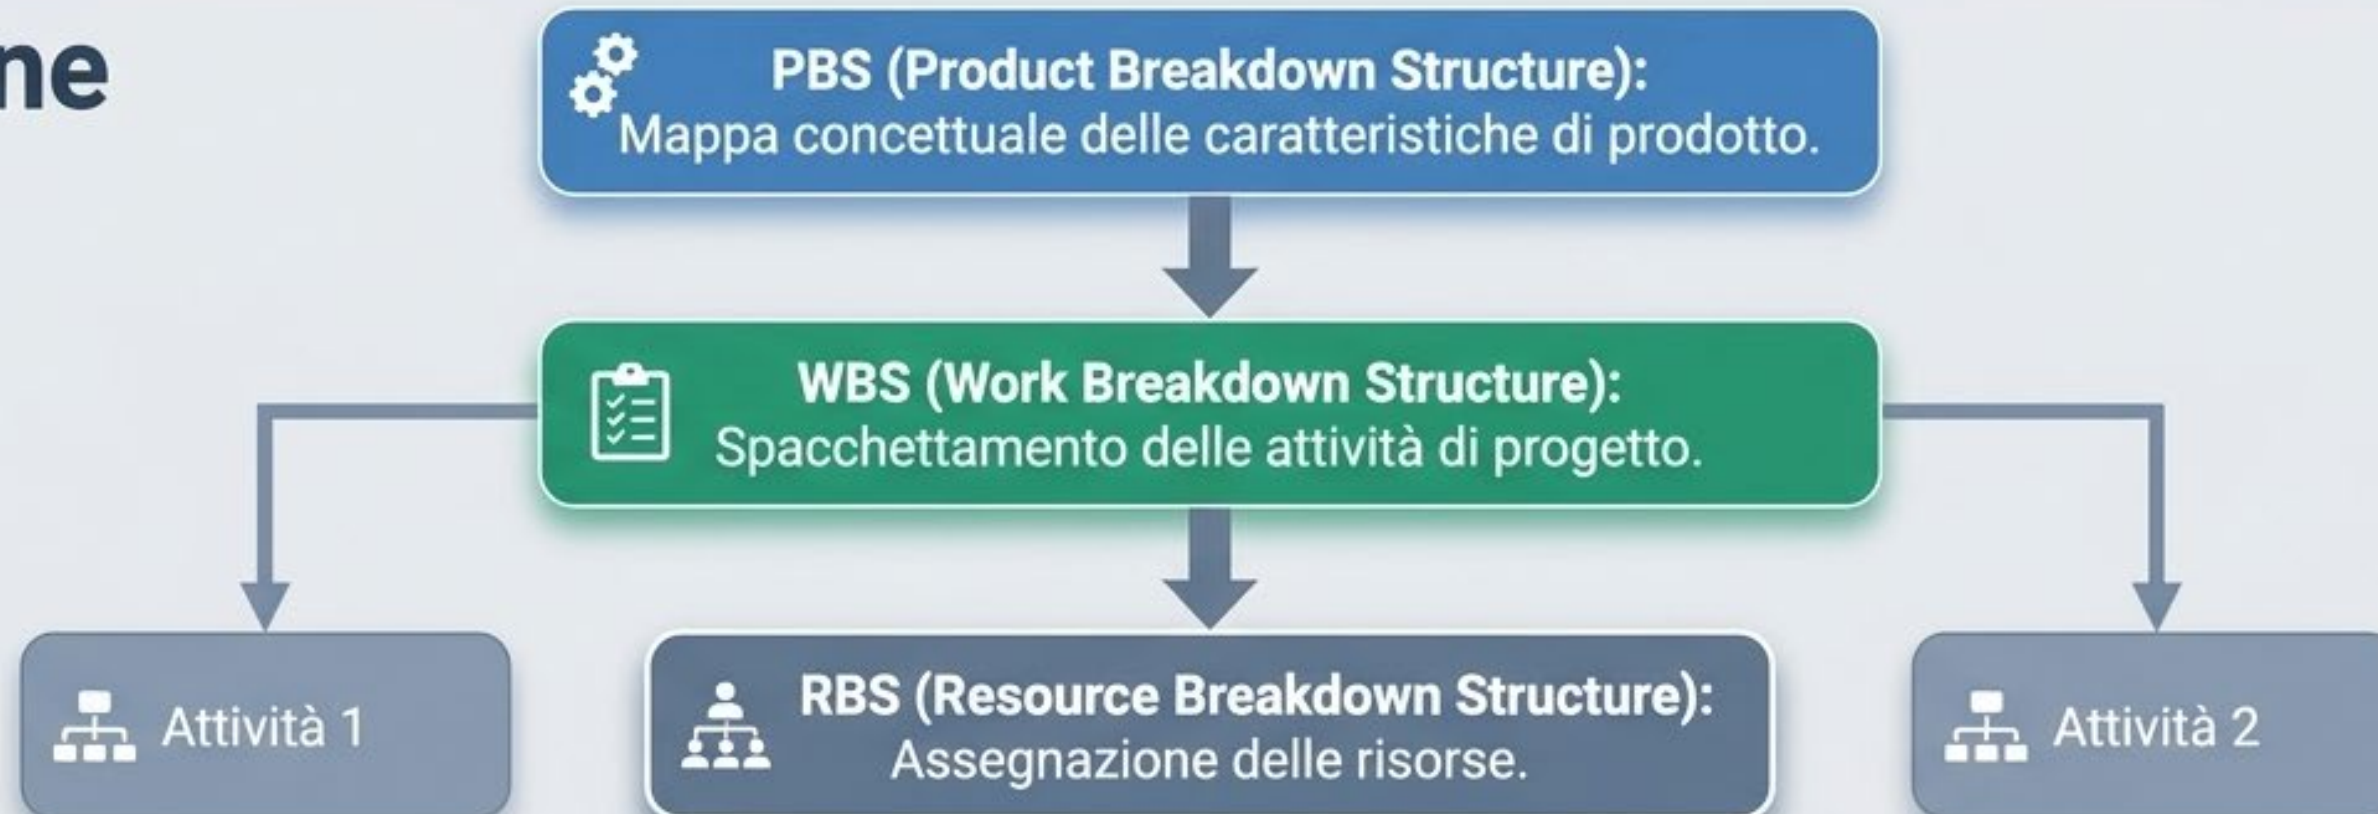 ne
PBS (Product Breakdown Structure):
Mappa concettuale delle caratteristiche di prodotto.
WBS (Work Breakdown Structure):
Spacchettamento delle attività di progetto.
Attività 1
RBS (Resource Breakdown Structure):
Assegnazione delle risorse.
Attività 2